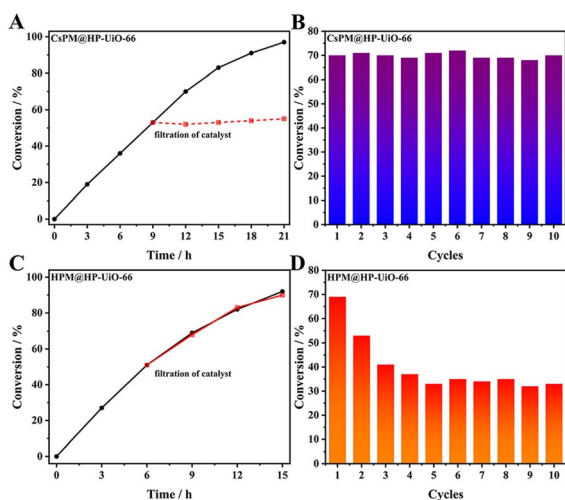 A
CsPM@HP-UiO-66
100
80
60
40
20
0
Conversion / %
filtration of catalyst
0 3 6 9 12 15 18 21
Time / h
B
CsPM@HP-UiO-66
80
70
60
50
40
30
20
10
0
Conversion / %
1 2 3 4 5 6 7 8 9 10
Cycles
C
HPM@HP-UiO-66
100
80
60
40
20
0
Conversion / %
filtration of catalyst
0 3 6 9 12 15
Time / h
D
HPM@HP-UiO-66
80
70
60
50
40
30
20
10
0
Conversion / %
1 2 3 4 5 6 7 8 9 10
Cycles